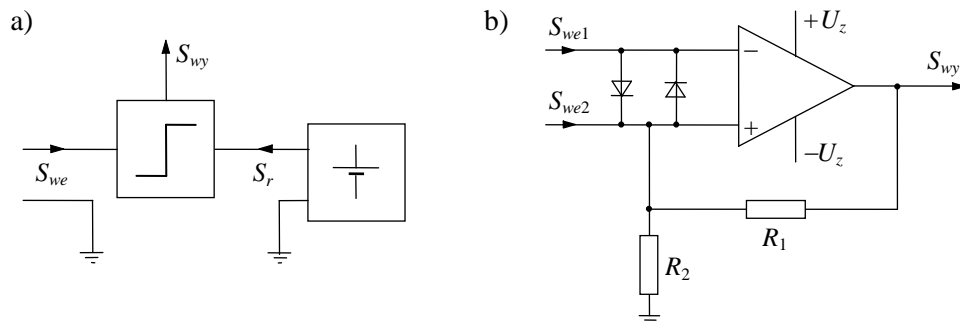 a)
S_wy
S_we
S_r
b)
S_we1
S_we2
−
+
+U_z
−U_z
S_wy
R_1
R_2